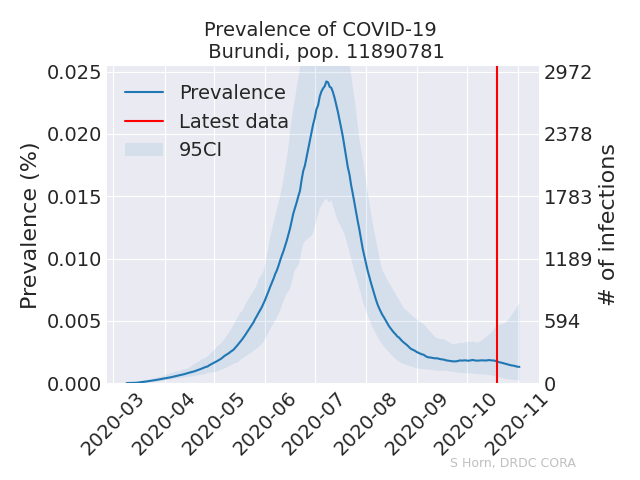 Prevalence of COVID-19
Burundi, pop. 11890781
Prevalence (%)
0.025
0.020
0.015
0.010
0.005
0.000
Prevalence
Latest data
95CI
2972
2378
1783
1189
594
0
# of infections
2020-03
2020-04
2020-05
2020-06
2020-07
2020-08
2020-09
2020-10
2020-11
S Horn, DRDC CORA